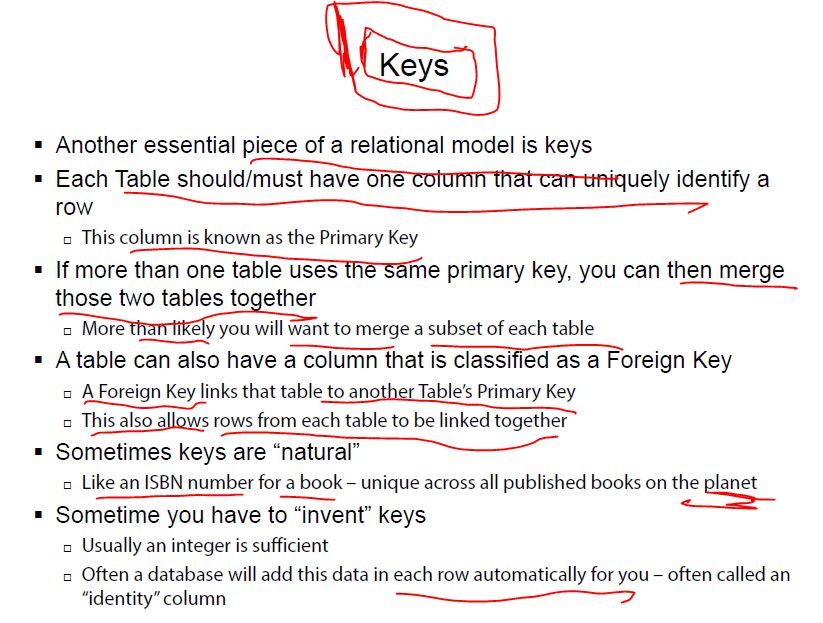 Keys
▪ Another essential piece of a relational model is keys
▪ Each Table should/must have one column that can uniquely identify a
row
□ This column is known as the Primary Key
▪ If more than one table uses the same primary key, you can then merge
those two tables together
□ More than likely you will want to merge a subset of each table
▪ A table can also have a column that is classified as a Foreign Key
□ A Foreign Key links that table to another Table's Primary Key
□ This also allows rows from each table to be linked together
▪ Sometimes keys are “natural”
□ Like an ISBN number for a book – unique across all published books on the planet
▪ Sometime you have to “invent” keys
□ Usually an integer is sufficient
□ Often a database will add this data in each row automatically for you – often called an
“identity” column